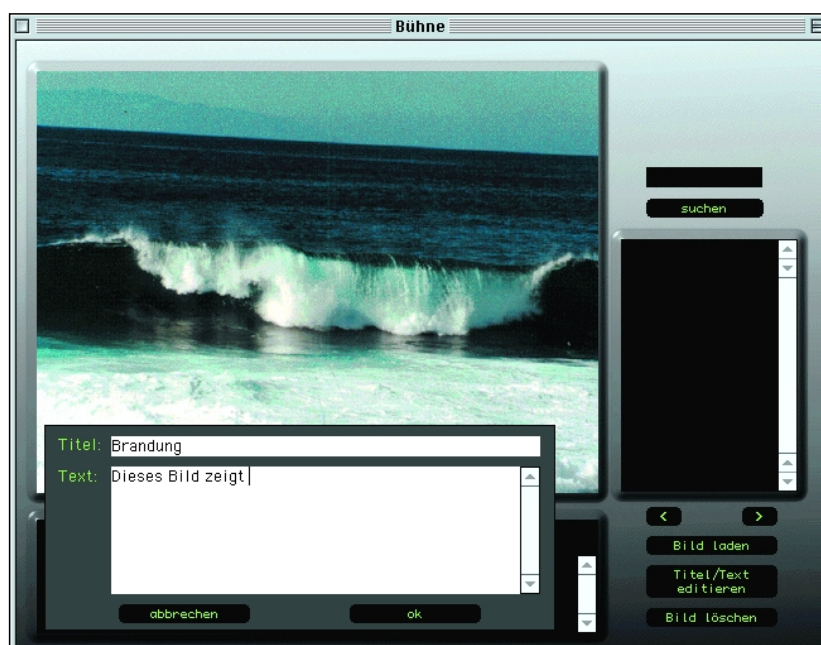 Bühne
suchen
Titel: Brandung
Text: Dieses Bild zeigt
abbrechen
ok
<
>
Bild laden
Titel/Text
editieren
Bild löschen